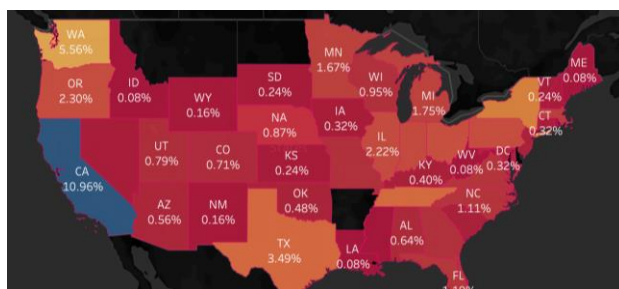 WA
5.56%
OR
2.30%
ID
0.08%
WY
0.16%
SD
0.24%
MN
1.67%
WI
0.95%
MI
1.75%
ME
0.08%
VT
0.24%
CT
0.32%
NA
0.87%
IA
0.32%
IL
2.22%
UT
0.79%
CO
0.71%
KS
0.24%
KY
0.40%
WV
0.08%
DC
0.32%
CA
10.96%
AZ
0.56%
NM
0.16%
OK
0.48%
NC
1.11%
TX
3.49%
LA
0.08%
AL
0.64%
FL